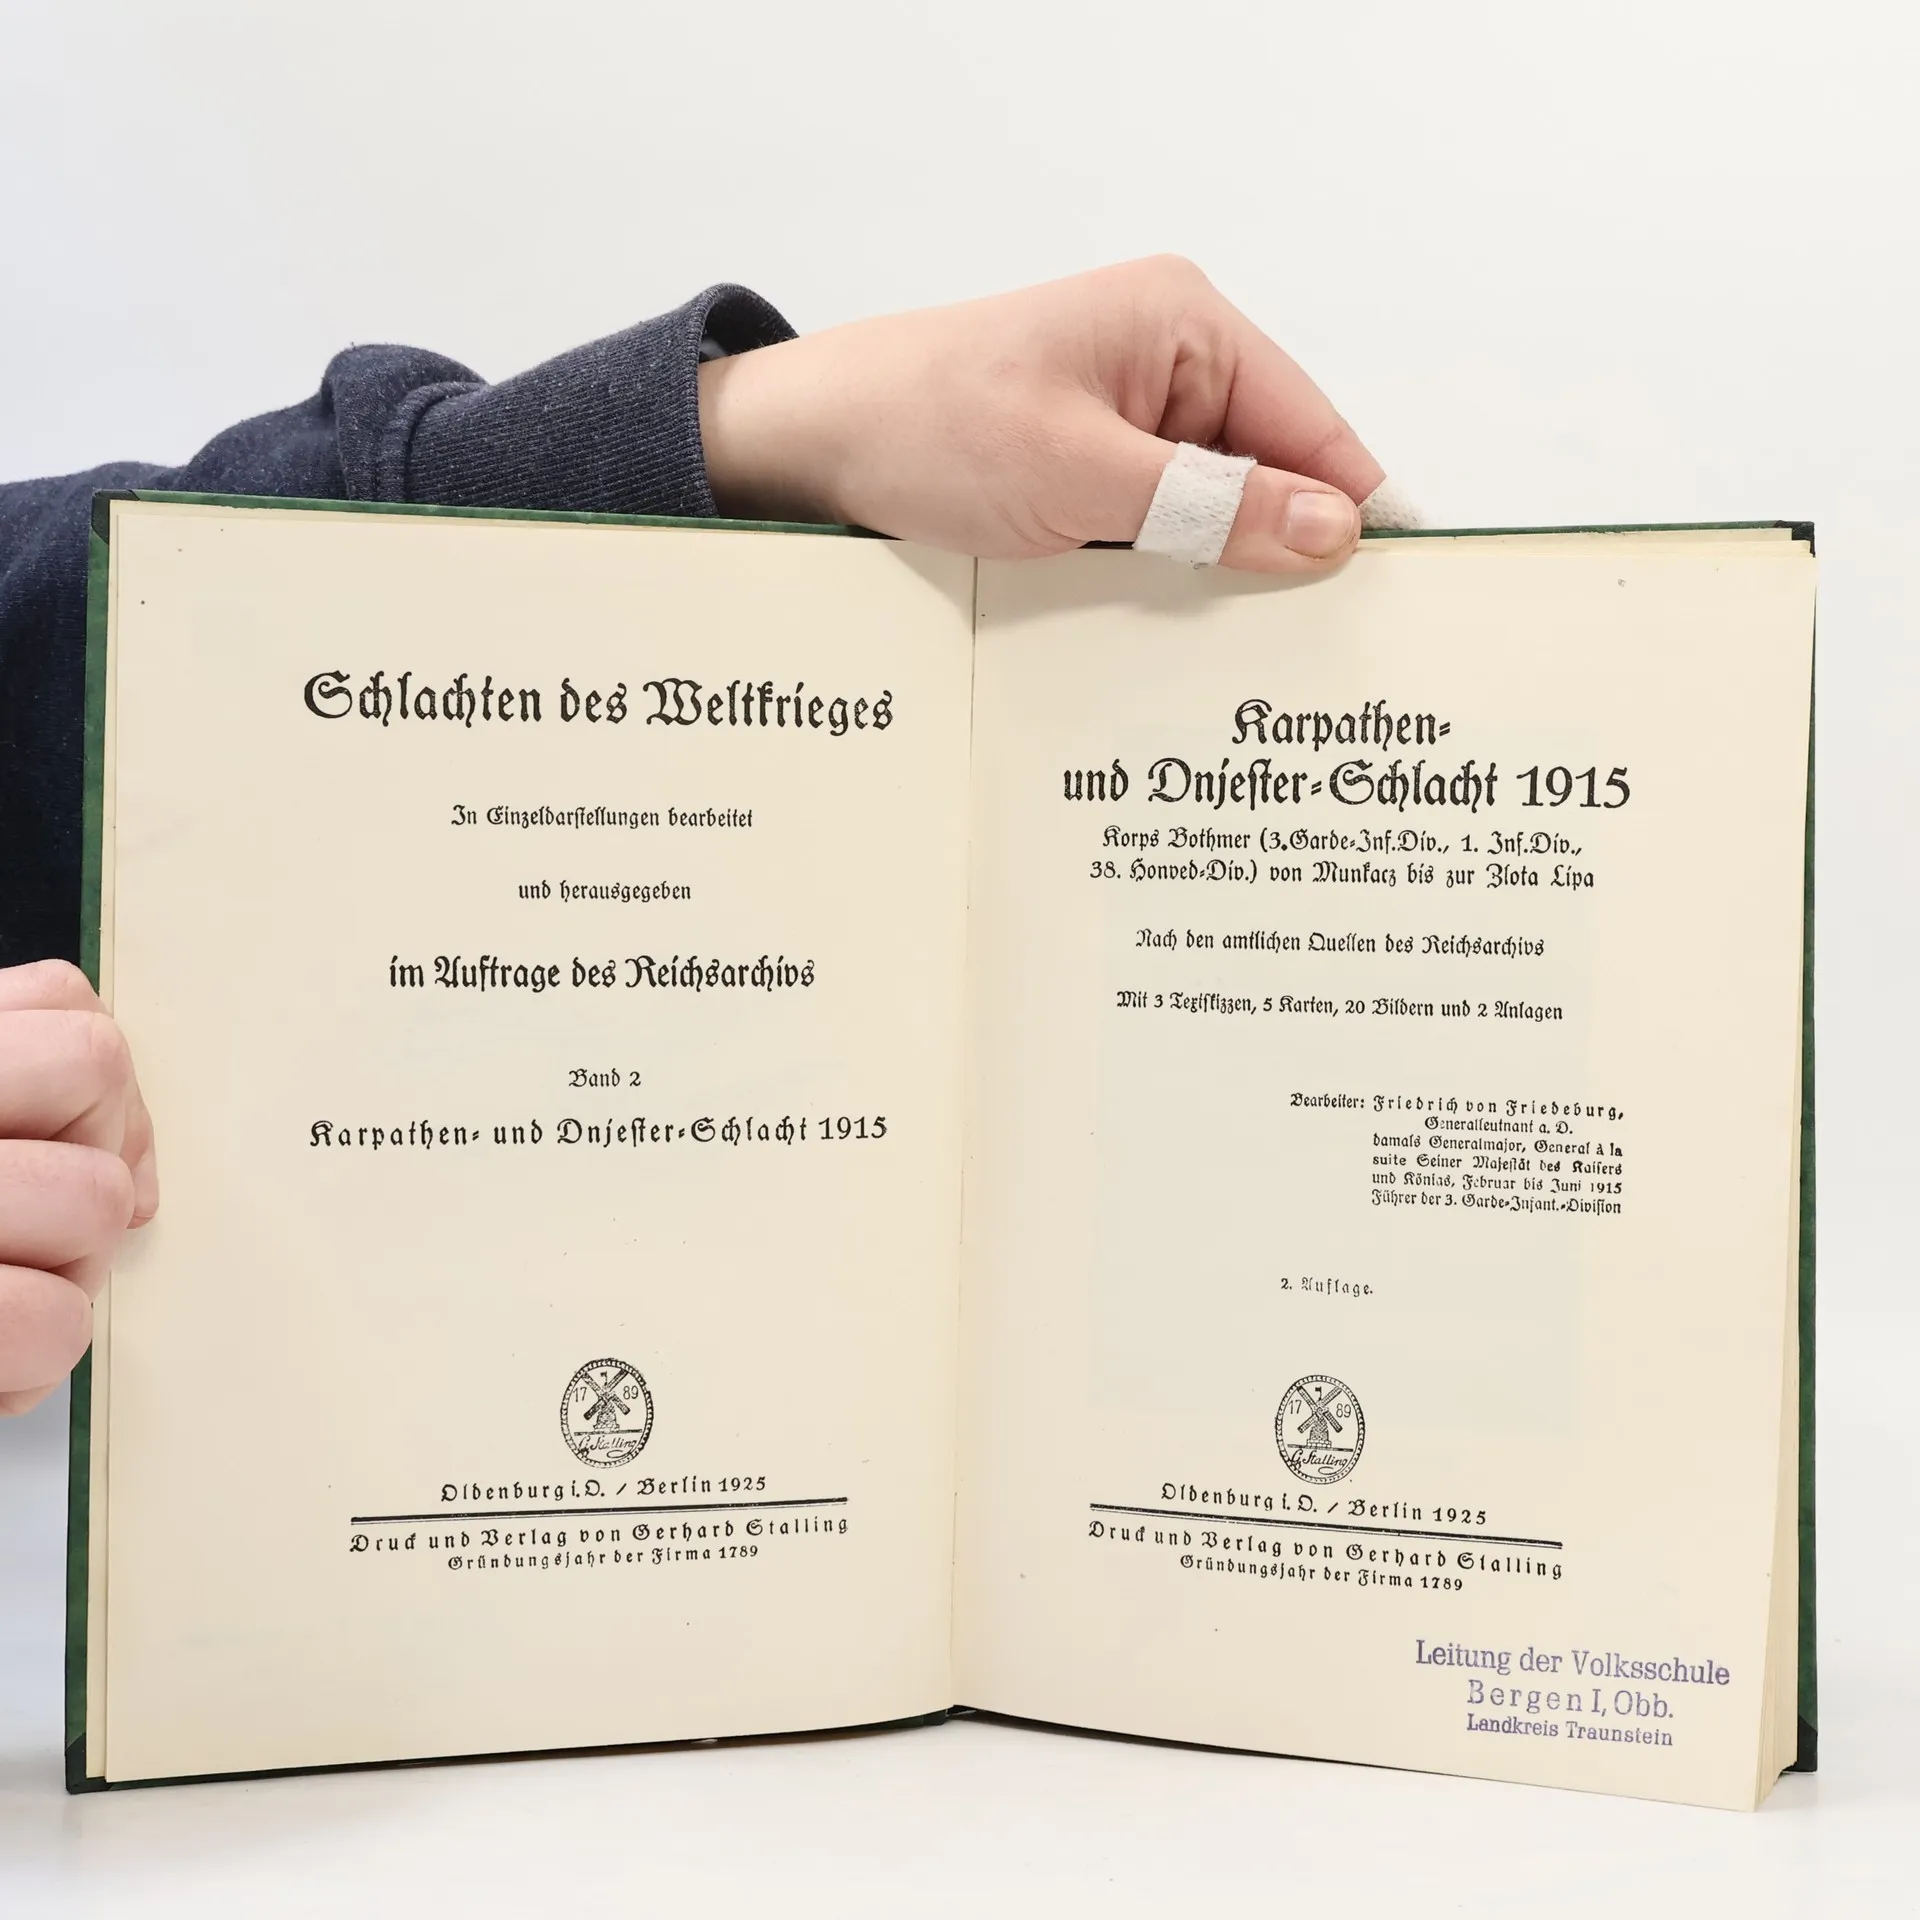 Schlachten des Weltkrieges
In Einzeldarstellungen bearbeitet
und herausgegeben
im Auftrage des Reichsarchivs
Band 2
Karpathen- und Dnjester-Schlacht 1915
17 89
G. Stalling
Oldenburg i. O. / Berlin 1925
Druck und Verlag von Gerhard Stalling
Gründungsjahr der Firma 1789
Karpathen-
und Dnjester-Schlacht 1915
Korps Bothmer (3. Garde-Inf.Div., 1. Inf.Div.,
38. Honved-Div.) von Munkacz bis zur Zlota Lipa
Nach den amtlichen Quellen des Reichsarchivs
Mit 3 Textskizzen, 5 Karten, 20 Bildern und 2 Anlagen
Bearbeiter: Friedrich von Friedeburg,
Generalleutnant a. D.
damals Generalmajor, General à la
suite Seiner Majestät des Kaisers
und Königs, Februar bis Juni 1915
Führer der 3. Garde-Infant.-Division
2. Auflage.
17 89
G. Stalling
Oldenburg i. O. / Berlin 1925
Druck und Verlag von Gerhard Stalling
Gründungsjahr der Firma 1789
Leitung der Volksschule
Bergen I, Obb.
Landkreis Traunstein